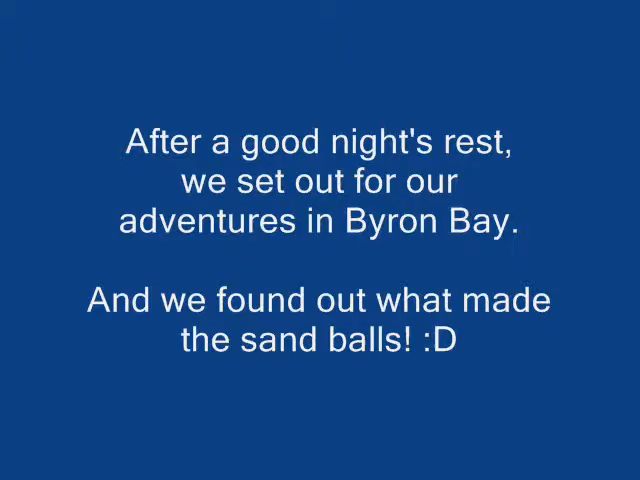 After a good night's rest,
we set out for our
adventures in Byron Bay.
And we found out what made
the sand balls! :D